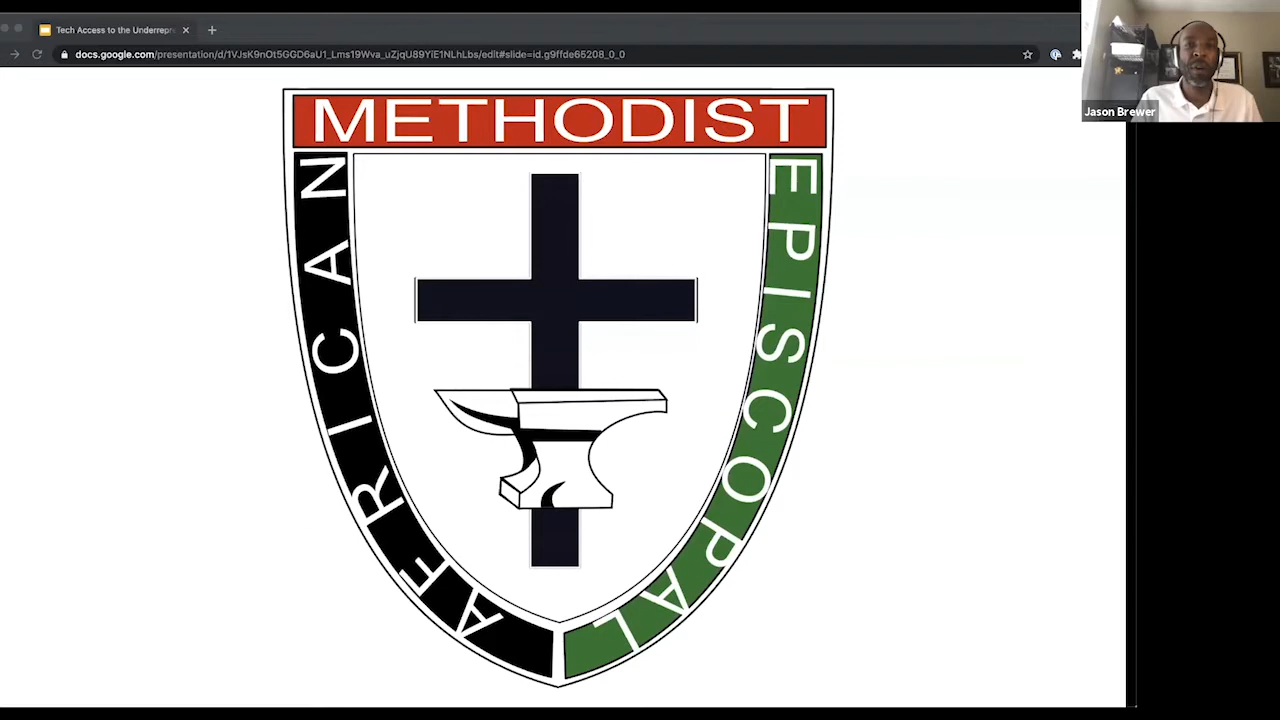 Tech Access to the Underrepre
docs.google.com/presentation/d/1VJsK9nOt5GGD6aU1_Lms19Wva_uZjqU89YiE1NLhLbs/edit#slide=id.g9ffde65208_0_0
Jason Brewer
AFRICAN
METHODIST
EPISCOPAL